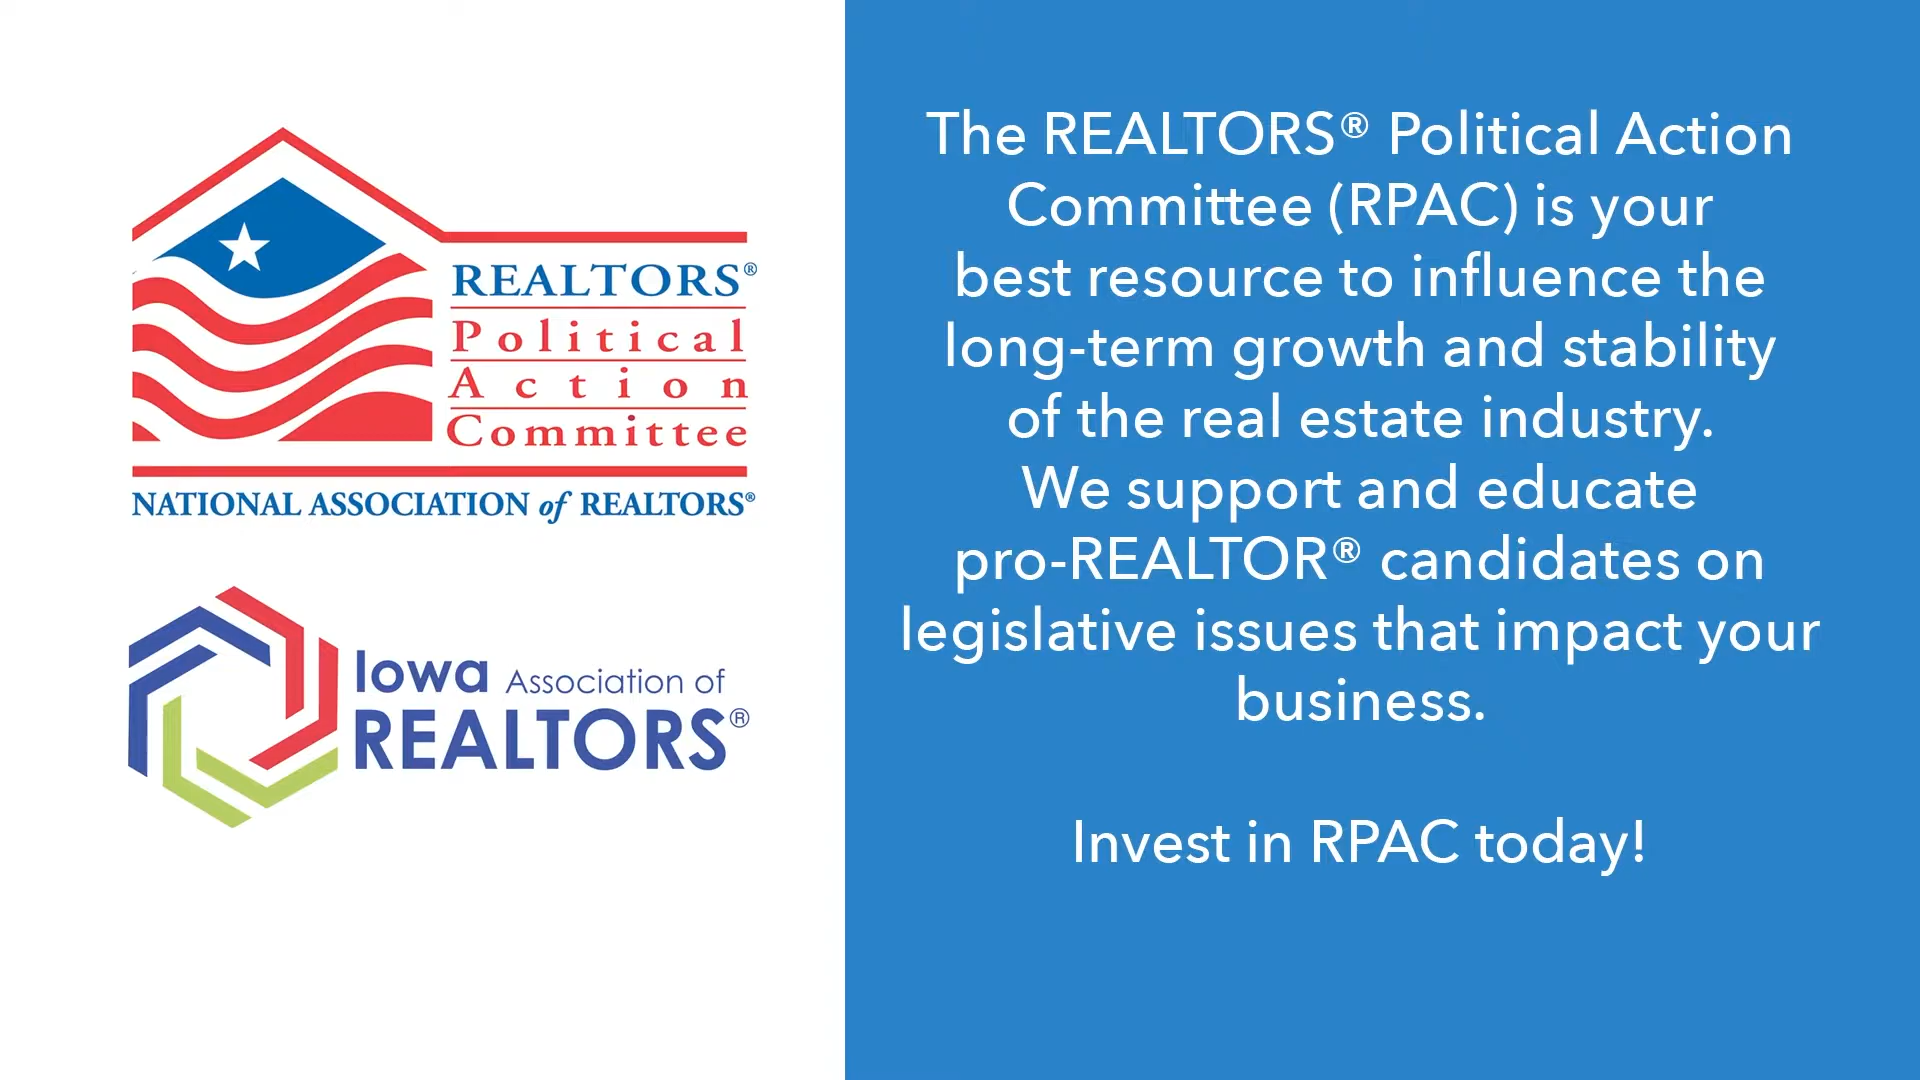 REALTORS®
Political
Action
Committee
NATIONAL ASSOCIATION of REALTORS®
Iowa Association of
REALTORS®
The REALTORS® Political Action
Committee (RPAC) is your
best resource to influence the
long-term growth and stability
of the real estate industry.
We support and educate
pro-REALTOR® candidates on
legislative issues that impact your
business.
Invest in RPAC today!